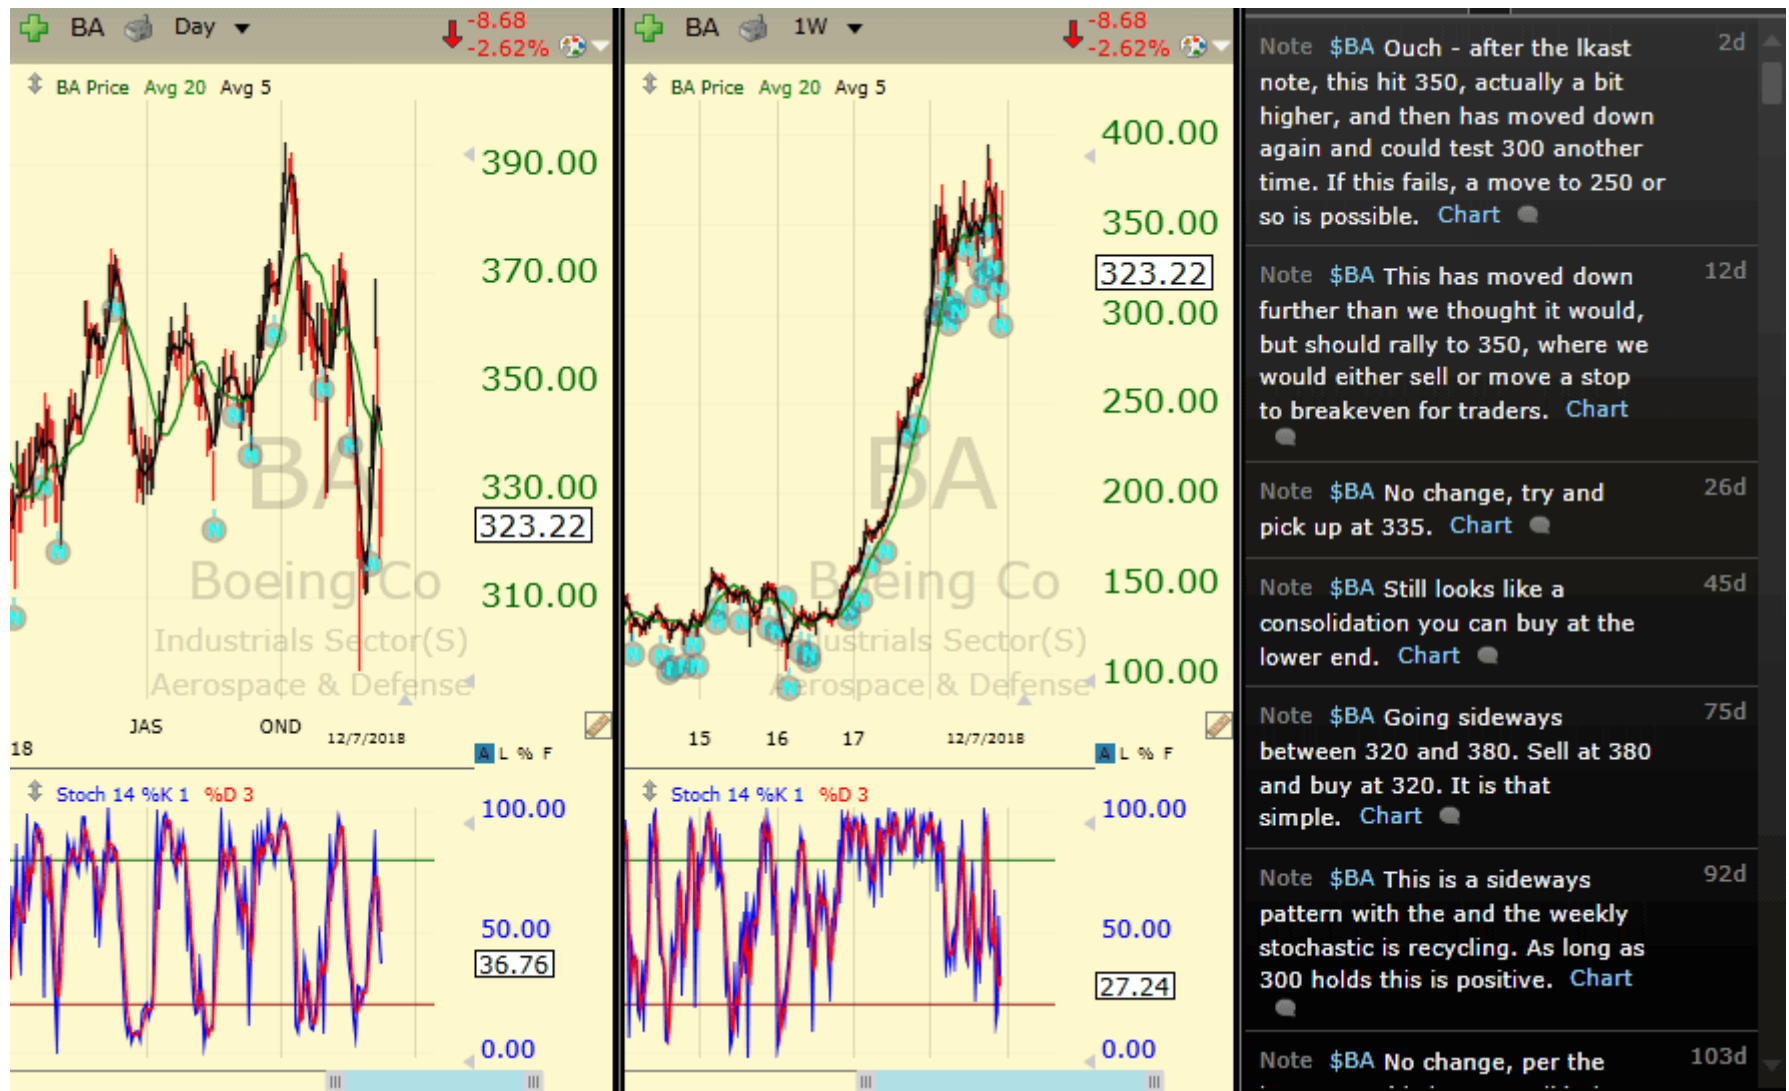 BA Day -8.68
-2.62%
BA Price Avg 20 Avg 5
390.00
370.00
350.00
330.00
323.22
310.00
BA
Boeing Co
Industrials Sector(S)
Aerospace & Defense
18 JAS OND 12/7/2018
A L % F
Stoch 14 %K 1 %D 3
100.00
50.00
36.76
0.00
BA 1W -8.68
-2.62%
BA Price Avg 20 Avg 5
400.00
350.00
323.22
300.00
250.00
200.00
150.00
100.00
BA
Boeing Co
Industrials Sector(S)
Aerospace & Defense
15 16 17 12/7/2018
A L % F
Stoch 14 %K 1 %D 3
100.00
50.00
27.24
0.00
Note $BA Ouch - after the lkast 2d
note, this hit 350, actually a bit
higher, and then has moved down
again and could test 300 another
time. If this fails, a move to 250 or
so is possible. Chart
Note $BA This has moved down 12d
further than we thought it would,
but should rally to 350, where we
would either sell or move a stop
to breakeven for traders. Chart
Note $BA No change, try and 26d
pick up at 335. Chart
Note $BA Still looks like a 45d
consolidation you can buy at the
lower end. Chart
Note $BA Going sideways 75d
between 320 and 380. Sell at 380
and buy at 320. It is that
simple. Chart
Note $BA This is a sideways 92d
pattern with the and the weekly
stochastic is recycling. As long as
300 holds this is positive. Chart
Note $BA No change, per the 103d